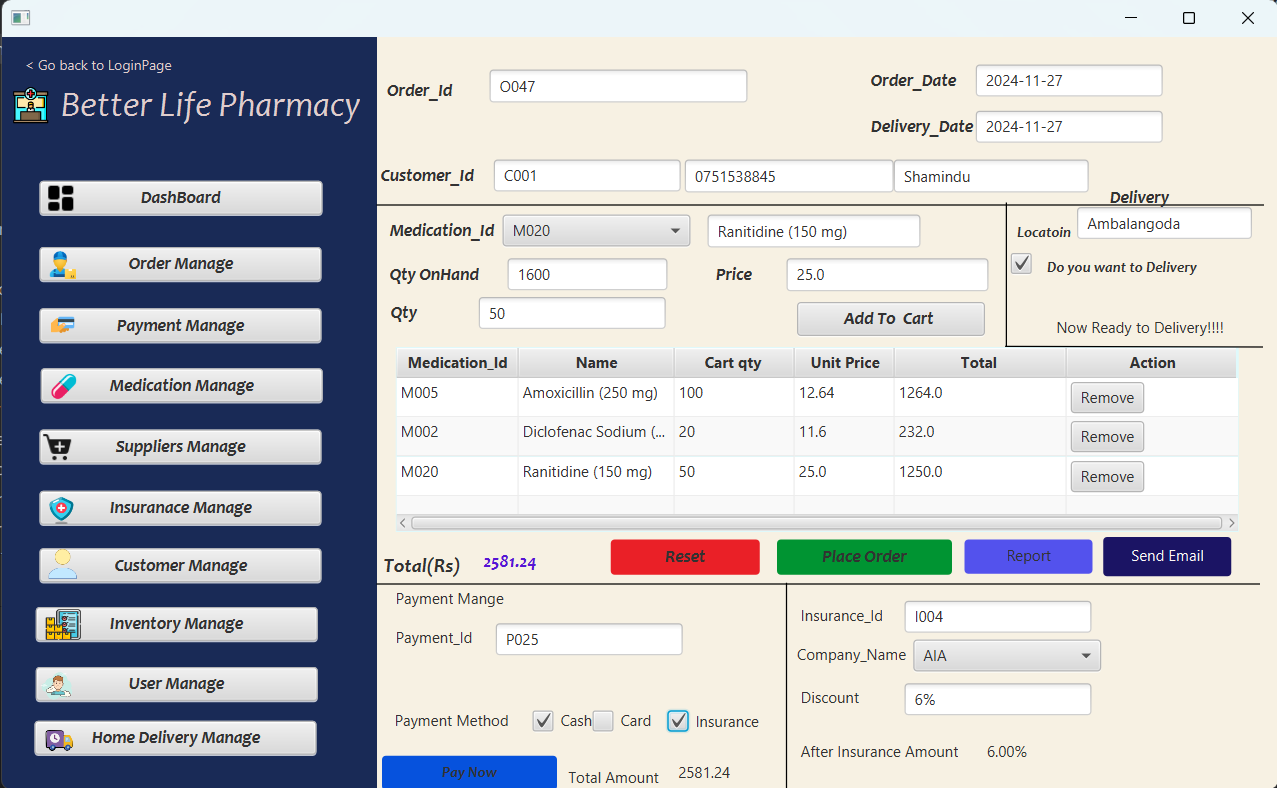 < Go back to LoginPage
Better Life Pharmacy
DashBoard
Order Manage
Payment Manage
Medication Manage
Suppliers Manage
Insuranace Manage
Customer Manage
Inventory Manage
User Manage
Home Delivery Manage
Order_Id O047 Order_Date 2024-11-27
Delivery_Date 2024-11-27
Customer_Id C001 0751538845 Shamindu
Delivery
Medication_Id M020 Ranitidine (150 mg)
Locatoin Ambalangoda
Qty OnHand 1600 Price 25.0
Do you want to Delivery
Qty 50 Add To Cart
Now Ready to Delivery!!!!
Medication_Id Name Cart qty Unit Price Total Action
M005 Amoxicillin (250 mg) 100 12.64 1264.0 Remove
M002 Diclofenac Sodium (... 20 11.6 232.0 Remove
M020 Ranitidine (150 mg) 50 25.0 1250.0 Remove
Total(Rs) 2581.24 Reset Place Order Report Send Email
Payment Mange
Payment_Id P025
Payment Method Cash Card Insurance
Pay Now Total Amount 2581.24
Insurance_Id I004
Company_Name AIA
Discount 6%
After Insurance Amount 6.00%